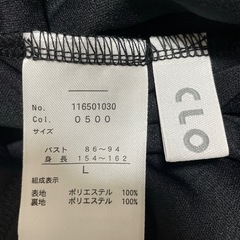 No. 116501030
Col. 0500
サイズ
バスト 86~94
身長 154~162
L
組成表示
表地 ポリエステル 100%
裏地 ポリエステル 100%
CLO